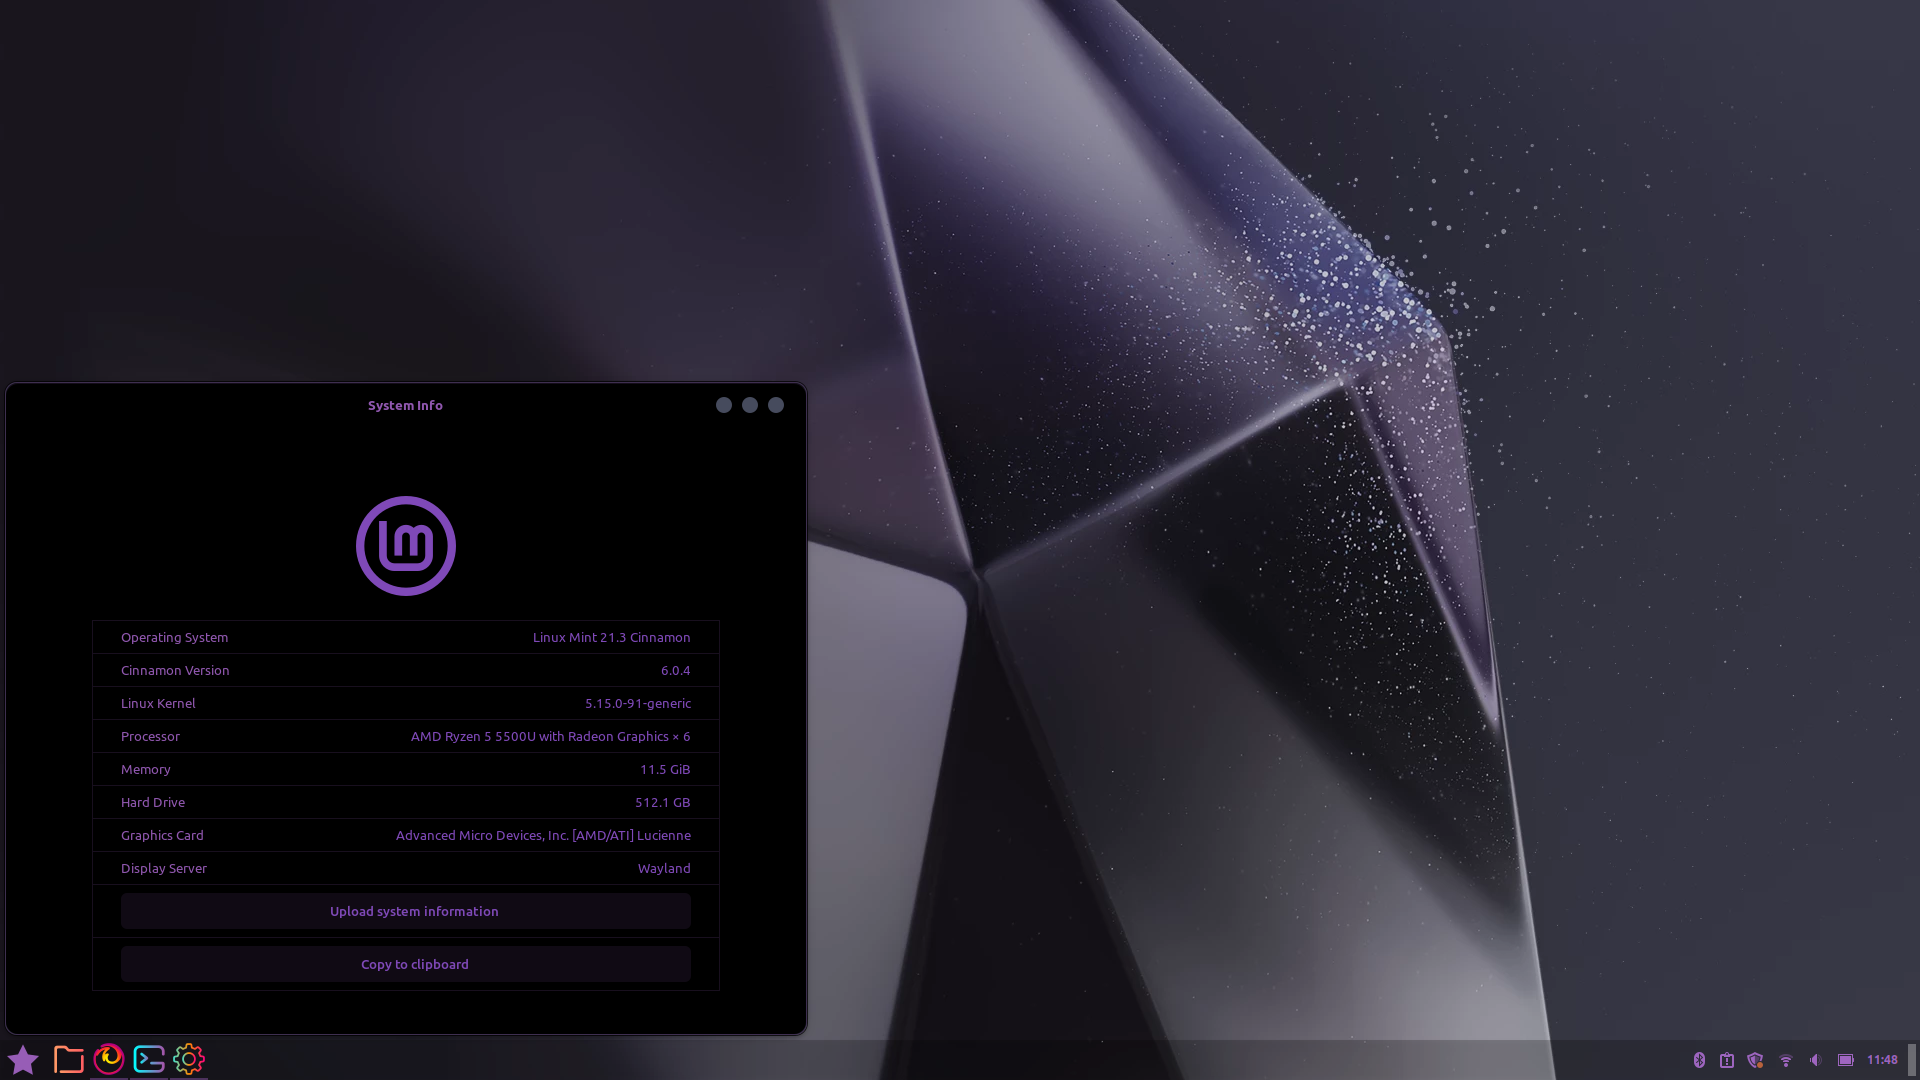 System Info
Operating System Linux Mint 21.3 Cinnamon
Cinnamon Version 6.0.4
Linux Kernel 5.15.0-91-generic
Processor AMD Ryzen 5 5500U with Radeon Graphics × 6
Memory 11.5 GiB
Hard Drive 512.1 GB
Graphics Card Advanced Micro Devices, Inc. [AMD/ATI] Lucienne
Display Server Wayland
Upload system information
Copy to clipboard
11:48